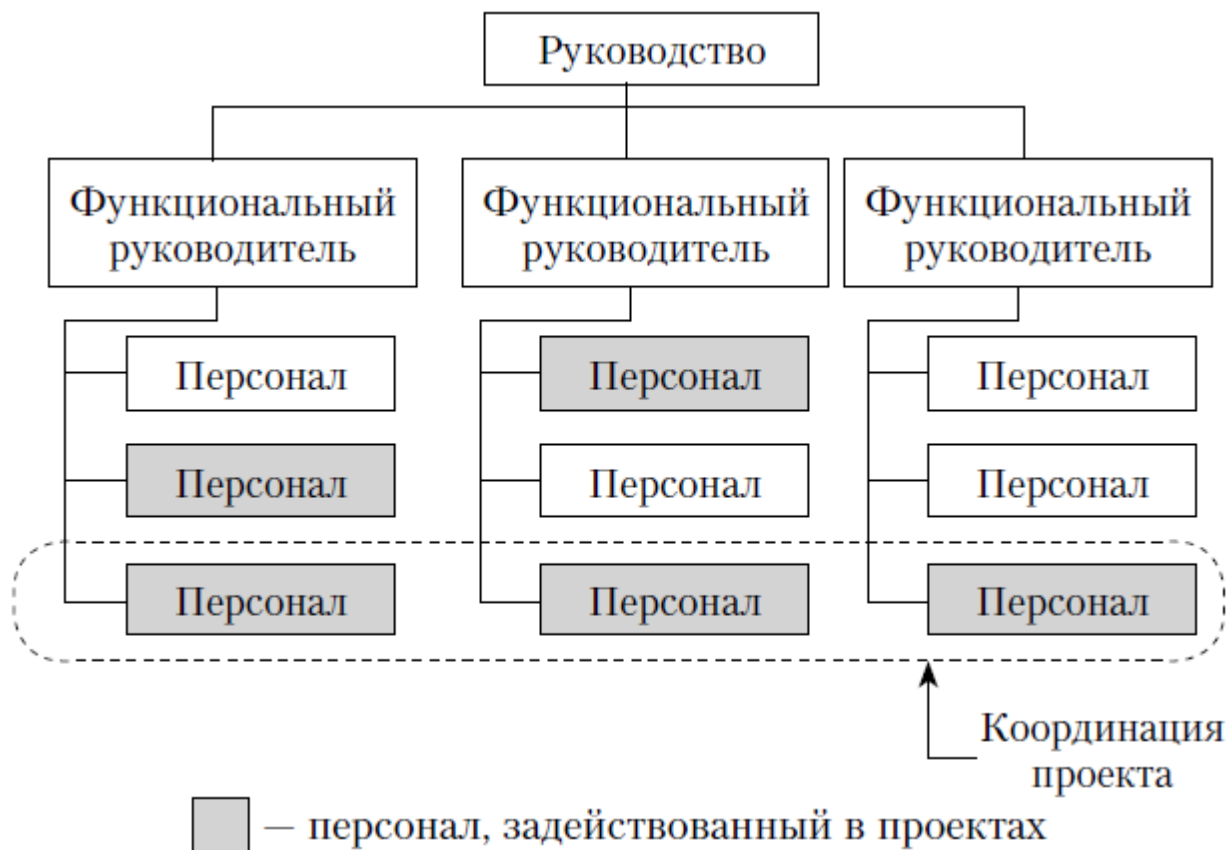 Руководство
Функциональный
руководитель
Функциональный
руководитель
Функциональный
руководитель
Персонал
Персонал
Персонал
Персонал
Персонал
Персонал
Персонал
Персонал
Персонал
Координация
проекта
— персонал, задействованный в проектах